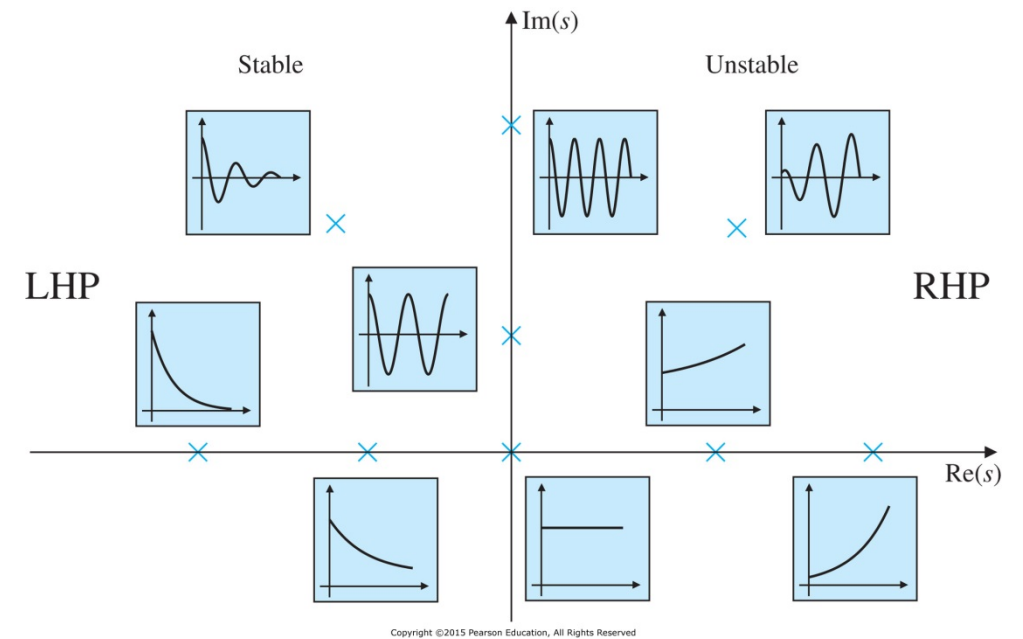 Im(s)
Stable
Unstable
LHP
RHP
Re(s)
Copyright ©2015 Pearson Education, All Rights Reserved